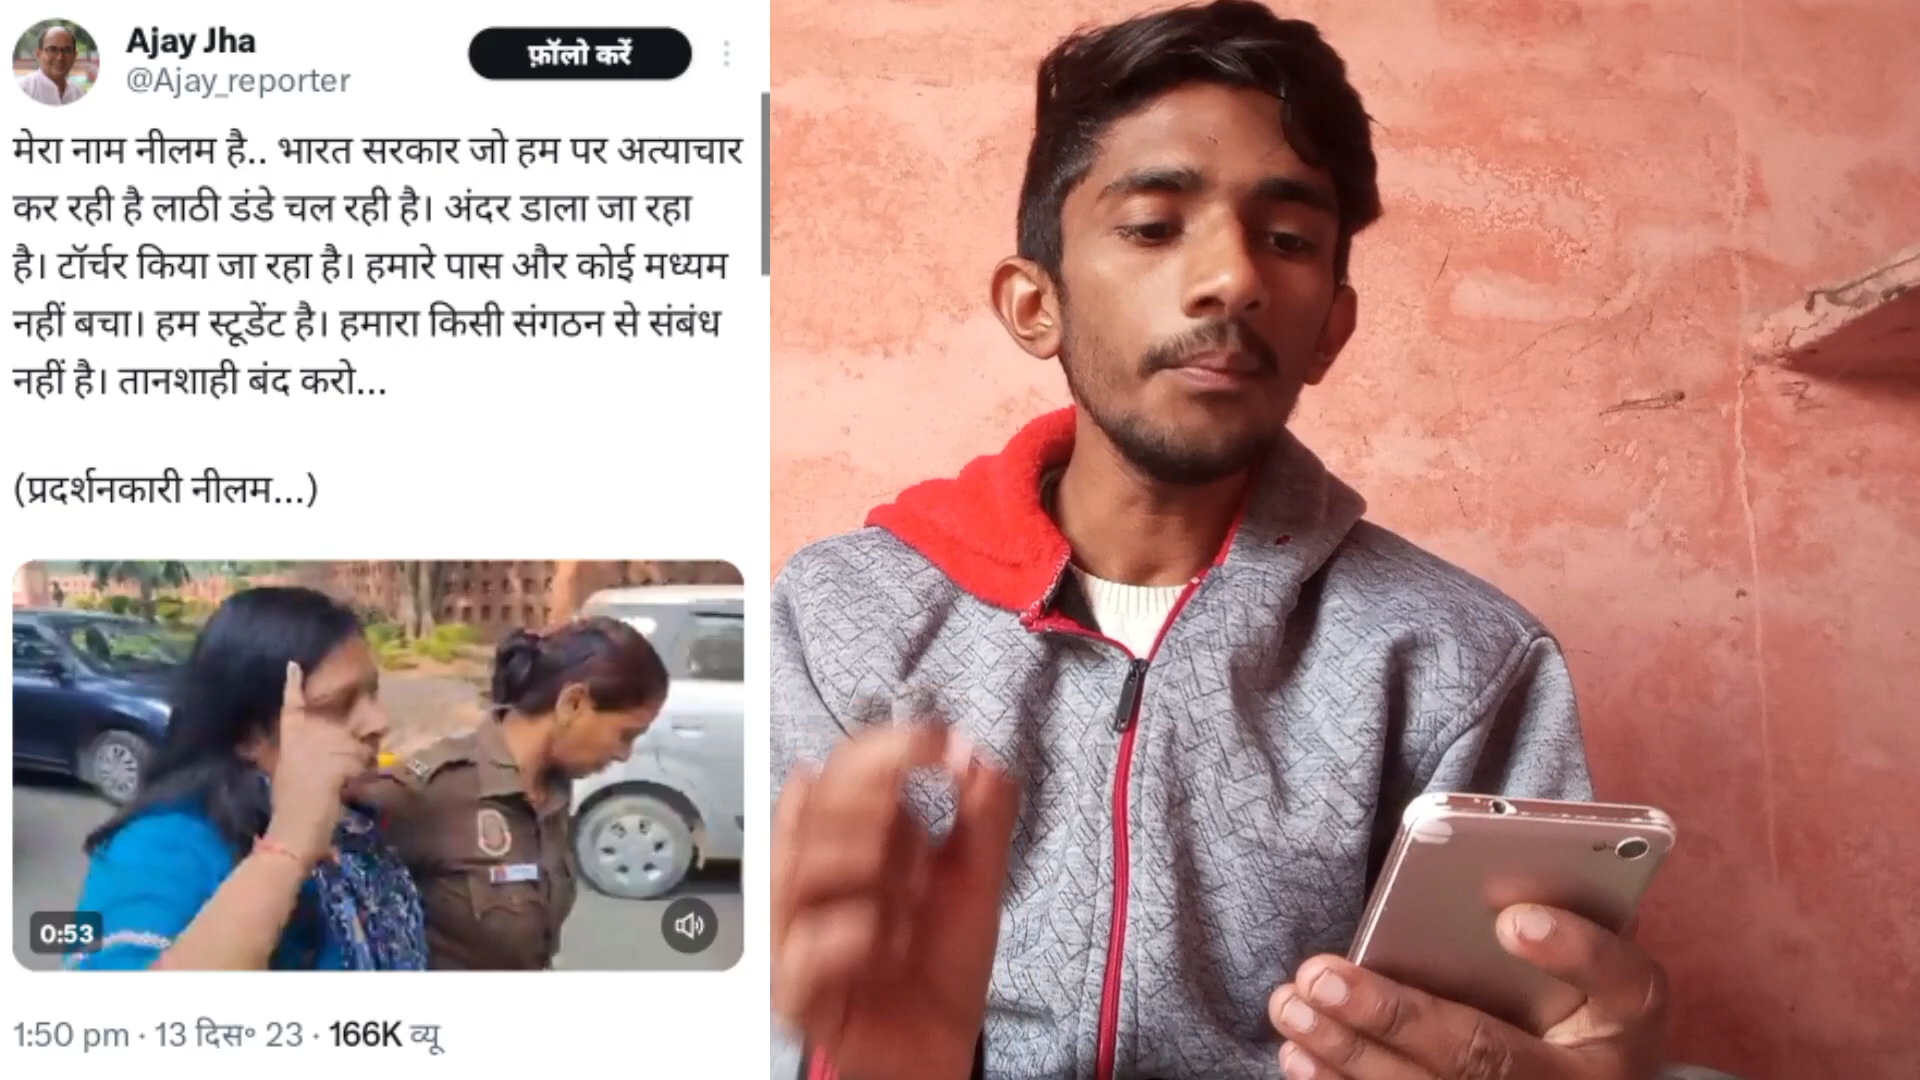 Ajay Jha
फ़ॉलो करें
@Ajay_reporter
मेरा नाम नीलम है.. भारत सरकार जो हम पर अत्याचार
कर रही है लाठी डंडे चल रही है। अंदर डाला जा रहा
है। टॉर्चर किया जा रहा है। हमारे पास और कोई मध्यम
नहीं बचा। हम स्टूडेंट है। हमारा किसी संगठन से संबंध
नहीं है। तानशाही बंद करो...
(प्रदर्शनकारी नीलम...)
0:53
1:50 pm · 13 दिस॰ 23 · 166K व्यू